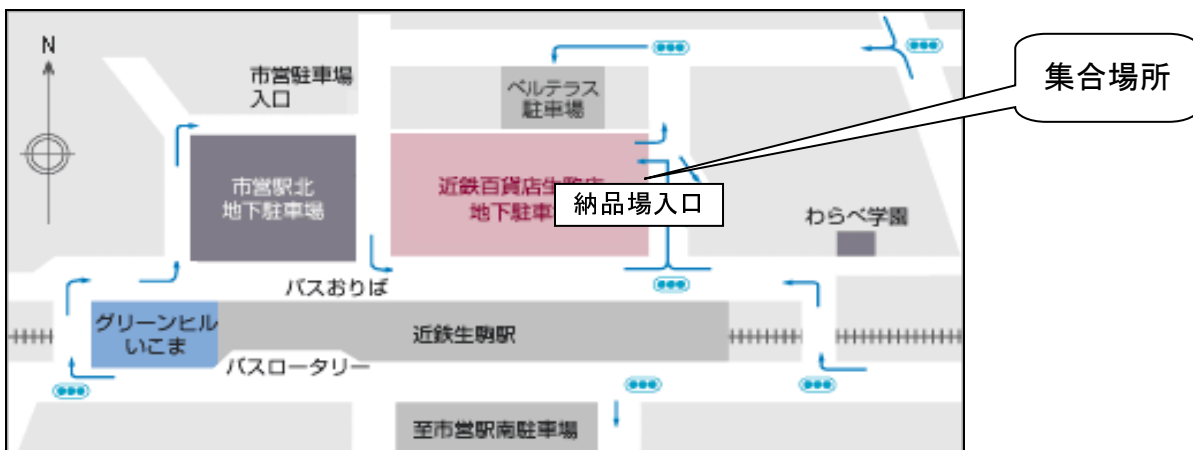 N
市営駐車場
入口
ベルテラス
駐車場
集合場所
市営駅北
地下駐車場
近鉄百貨店生駒店
地下駐車場
納品場入口
わらべ学園
バスおりば
グリーンヒル
いこま
近鉄生駒駅
バスロータリー
至市営駅南駐車場